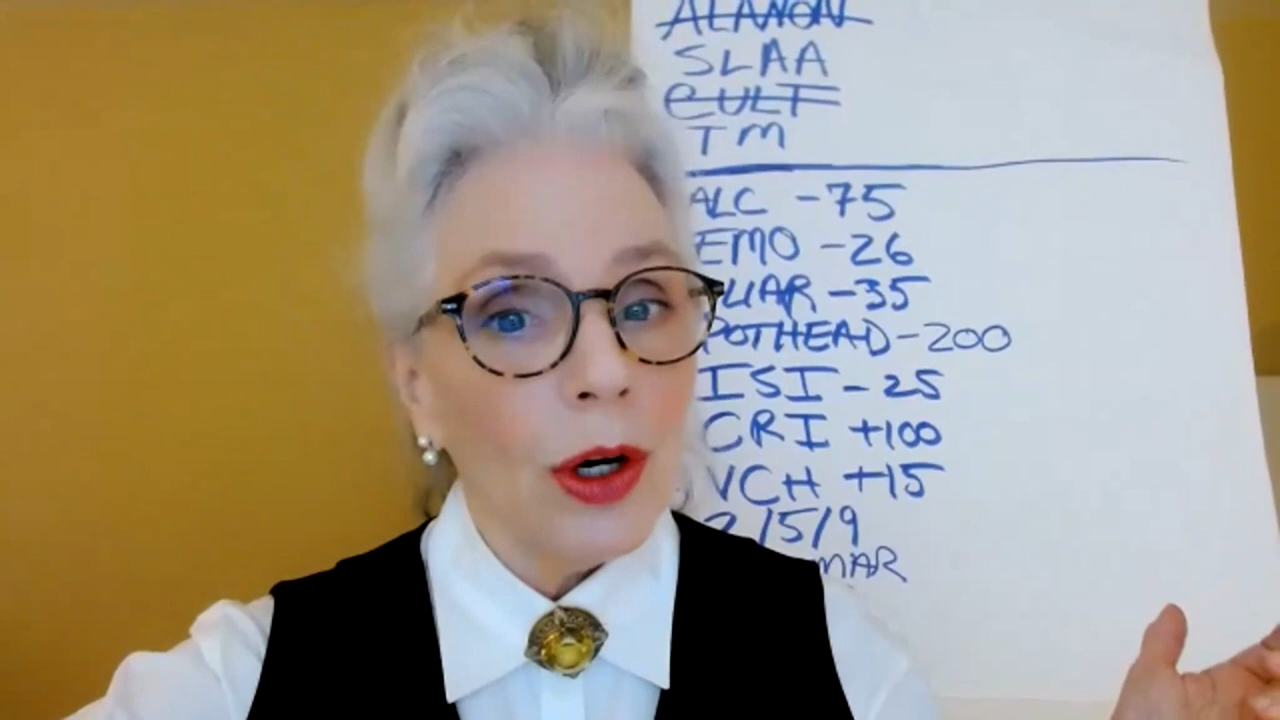 ALANON
SLAA
CULT
TM
ALC -75
EMO -26
LIAR -35
POTHEAD -200
ISI - 25
CRI +100
VCH +15
2/5/9
MAR